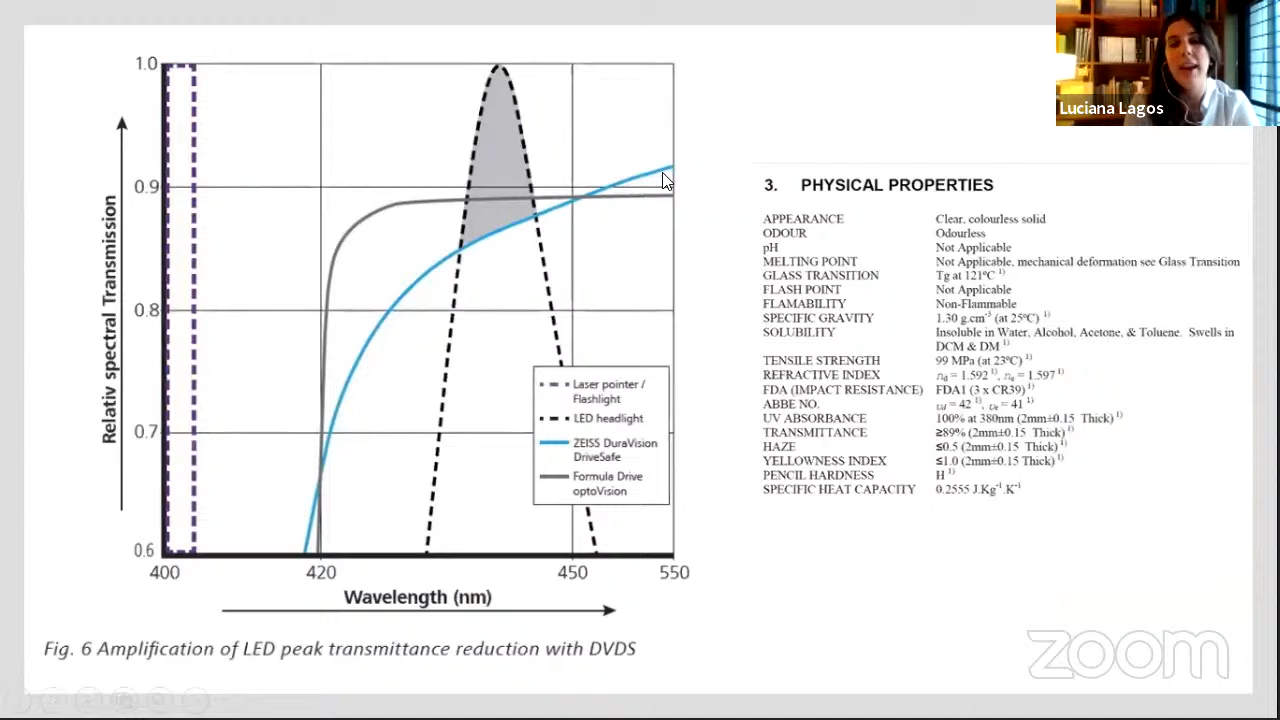 Luciana Lagos
1.0
0.9
0.8
0.7
0.6
Relativ spectral Transmission
400
420
450
550
Wavelength (nm)
Laser pointer /
Flashlight
LED headlight
ZEISS DuraVision
DriveSafe
Formula Drive
optoVision
Fig. 6 Amplification of LED peak transmittance reduction with DVDS
3. PHYSICAL PROPERTIES
APPEARANCE Clear, colourless solid
ODOUR Odourless
pH Not Applicable
MELTING POINT Not Applicable, mechanical deformation see Glass Transition
GLASS TRANSITION Tg at 121ºC 1)
FLASH POINT Not Applicable
FLAMABILITY Non-Flammable
SPECIFIC GRAVITY 1.30 g.cm-3 (at 25ºC) 1)
SOLUBILITY Insoluble in Water, Alcohol, Acetone, & Toluene. Swells in
DCM & DM 1)
TENSILE STRENGTH 99 MPa (at 23ºC) 1)
REFRACTIVE INDEX nd = 1.592 1), ne = 1.597 1)
FDA (IMPACT RESISTANCE) FDA1 (3 x CR39) 1)
ABBE NO. υd = 42 1), υe = 41 1)
UV ABSORBANCE 100% at 380nm (2mm±0.15 Thick) 1)
TRANSMITTANCE ≥89% (2mm±0.15 Thick) 1)
HAZE ≤0.5 (2mm±0.15 Thick) 1)
YELLOWNESS INDEX ≤1.0 (2mm±0.15 Thick) 1)
PENCIL HARDNESS H 1)
SPECIFIC HEAT CAPACITY 0.2555 J.Kg-1.K-1
zoom